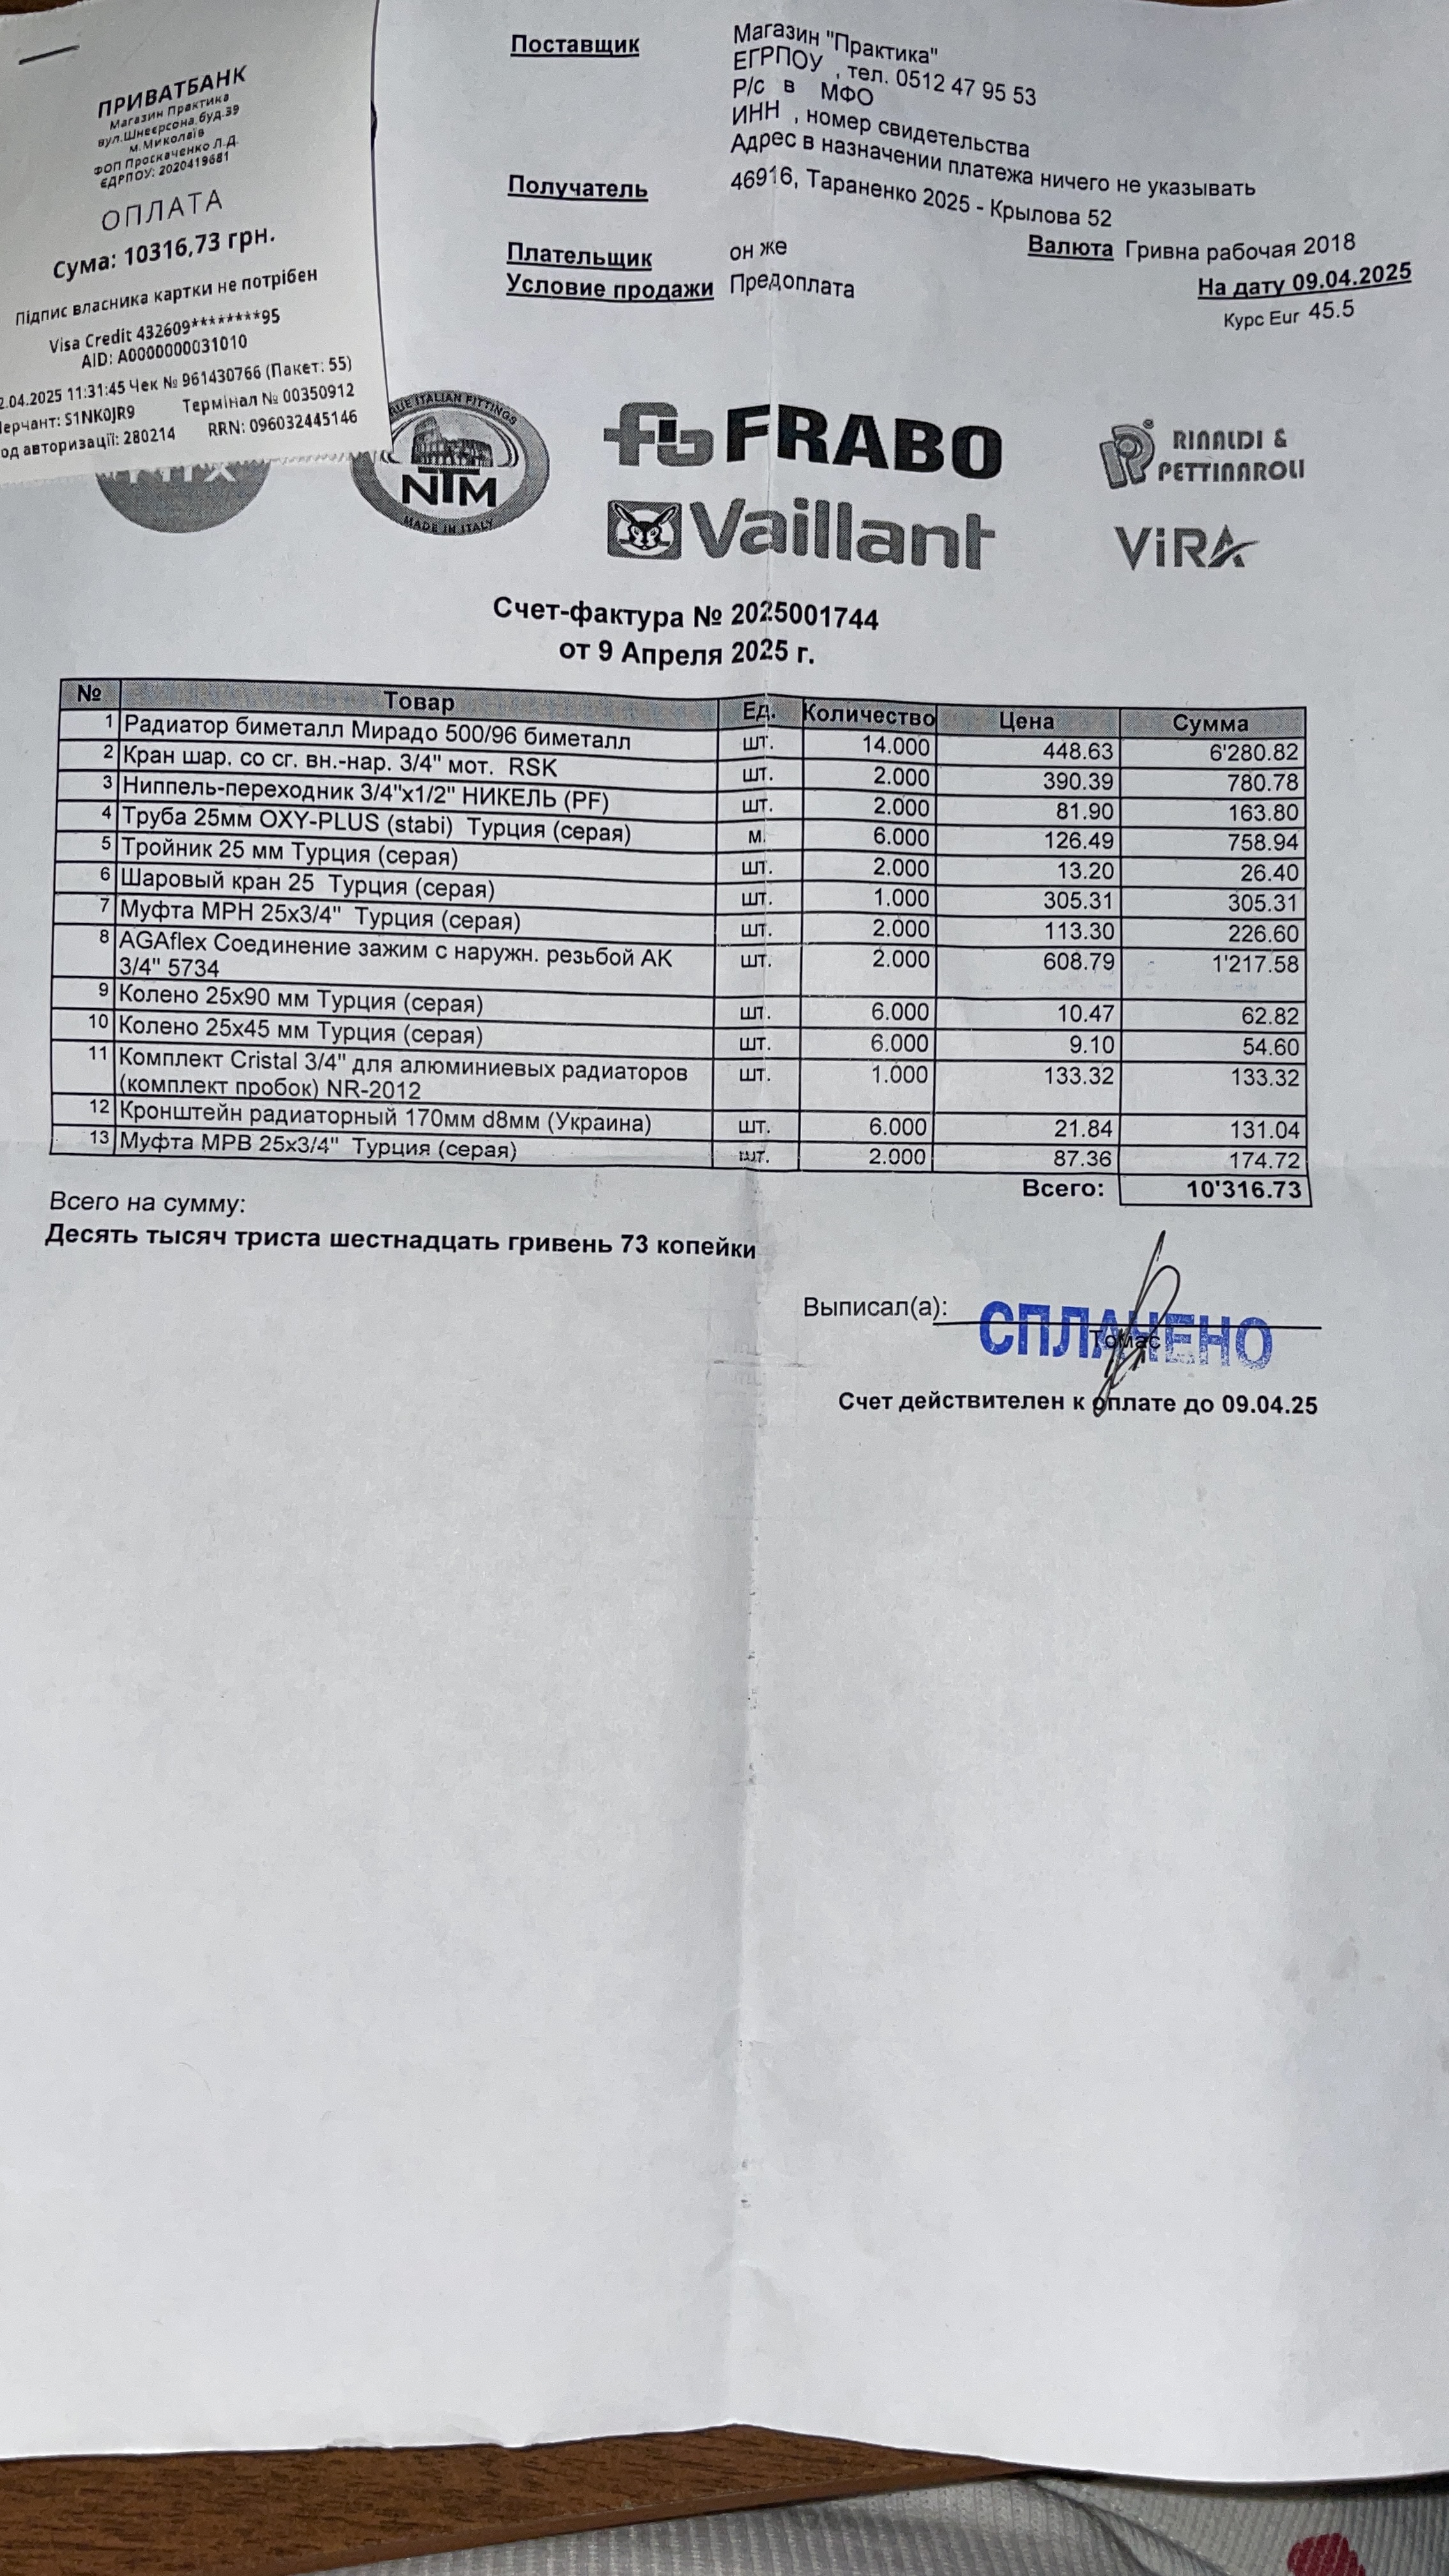 ПРИВАТБАНК
Магазин Практика
вул.Шнеєрсона,буд.39
м.Миколаїв
ФОП Проскаченко Л.Д.
ЄДРПОУ: 2020419681
ОПЛАТА
Сума: 10316,73 грн.
Підпис власника картки не потрібен
Visa Credit 432609********95
AID: A0000000031010
2.04.2025 11:31:45 Чек № 961430766 (Пакет: 55)
ерчант: S1NK0JR9 Термінал № 00350912
од авторизації: 280214 RRN: 096032445146
Поставщик Магазин "Практика"
ЕГРПОУ , тел. 0512 47 95 53
Р/с в МФО
ИНН , номер свидетельства
Адрес в назначении платежа ничего не указывать
Получатель 46916, Тараненко 2025 - Крылова 52
Плательщик он же Валюта Гривна рабочая 2018
Условие продажи Предоплата На дату 09.04.2025
Курс Eur 45.5
ITALIAN FITTINGS
NTM
MADE IN ITALY
FRABO
RINALDI &
PETTINAROLI
Vaillant
ViRA
Счет-фактура № 2025001744
от 9 Апреля 2025 г.
№ Товар Ед. Количество Цена Сумма
1 Радиатор биметалл Мирадо 500/96 биметалл шт. 14.000 448.63 6'280.82
2 Кран шар. со сг. вн.-нар. 3/4" мот. RSK шт. 2.000 390.39 780.78
3 Ниппель-переходник 3/4"x1/2" НИКЕЛЬ (PF) шт. 2.000 81.90 163.80
4 Труба 25мм OXY-PLUS (stabi) Турция (серая) м. 6.000 126.49 758.94
5 Тройник 25 мм Турция (серая) шт. 2.000 13.20 26.40
6 Шаровый кран 25 Турция (серая) шт. 1.000 305.31 305.31
7 Муфта МРН 25х3/4" Турция (серая) шт. 2.000 113.30 226.60
8 AGAflex Соединение зажим с наружн. резьбой АК шт. 2.000 608.79 1'217.58
3/4" 5734
9 Колено 25х90 мм Турция (серая) шт. 6.000 10.47 62.82
10 Колено 25х45 мм Турция (серая) шт. 6.000 9.10 54.60
11 Комплект Cristal 3/4" для алюминиевых радиаторов шт. 1.000 133.32 133.32
(комплект пробок) NR-2012
12 Кронштейн радиаторный 170мм d8мм (Украина) шт. 6.000 21.84 131.04
13 Муфта МРВ 25х3/4" Турция (серая) шт. 2.000 87.36 174.72
Всего: 10'316.73
Всего на сумму:
Десять тысяч триста шестнадцать гривень 73 копейки
Выписал(а):
СПЛАЧЕНО
Томас
Счет действителен к оплате до 09.04.25